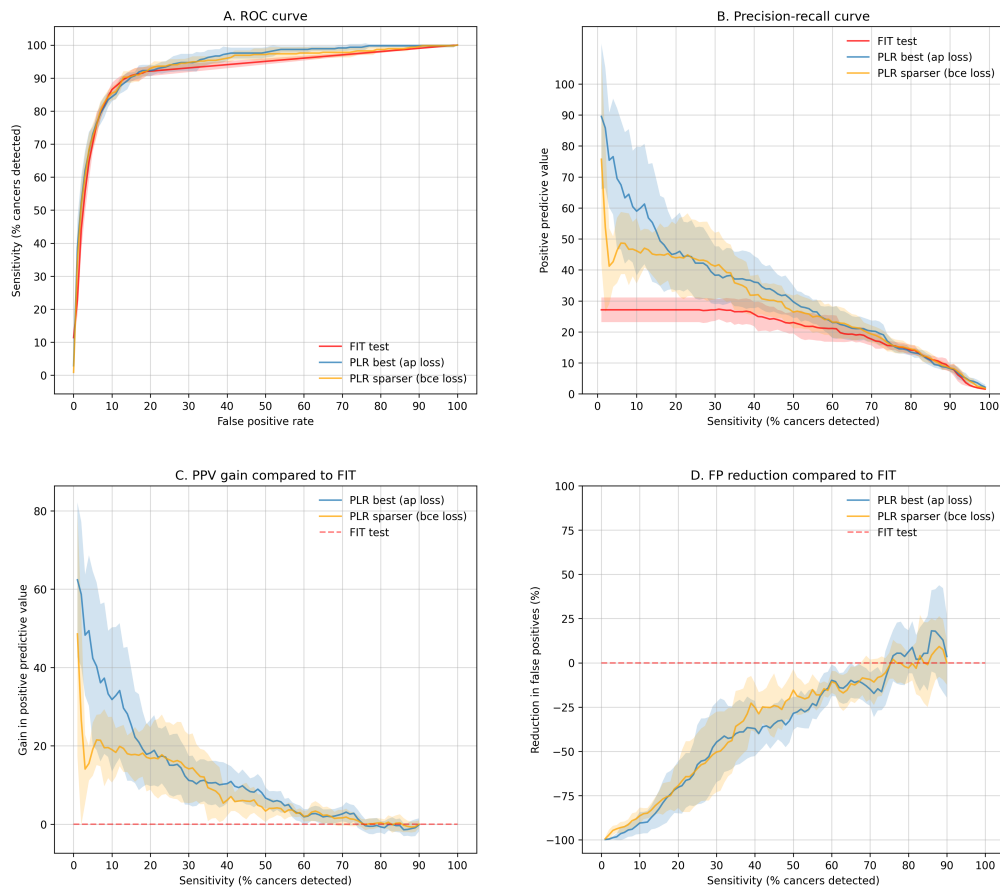 A. ROC curve
Sensitivity (% cancers detected)
100
90
80
70
60
50
40
30
20
10
0
FIT test
PLR best (ap loss)
PLR sparser (bce loss)
0 10 20 30 40 50 60 70 80 90 100
False positive rate
B. Precision-recall curve
Positive predicive value
FIT test
PLR best (ap loss)
PLR sparser (bce loss)
100
90
80
70
60
50
40
30
20
10
0
0 10 20 30 40 50 60 70 80 90 100
Sensitivity (% cancers detected)
C. PPV gain compared to FIT
Gain in positive predictive value
PLR best (ap loss)
PLR sparser (bce loss)
FIT test
80
60
40
20
0
0 10 20 30 40 50 60 70 80 90 100
Sensitivity (% cancers detected)
D. FP reduction compared to FIT
Reduction in false positives (%)
PLR best (ap loss)
PLR sparser (bce loss)
FIT test
100
75
50
25
0
−25
−50
−75
−100
0 10 20 30 40 50 60 70 80 90 100
Sensitivity (% cancers detected)